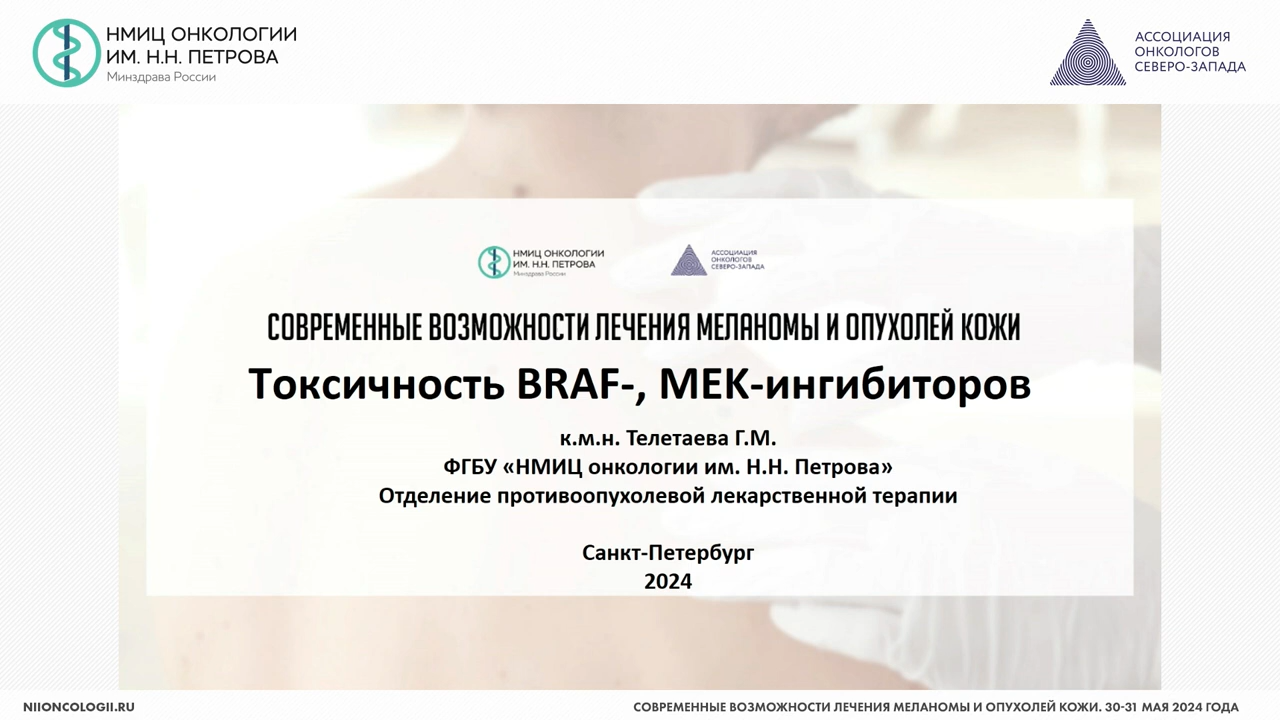 НМИЦ ОНКОЛОГИИ
ИМ. Н.Н. ПЕТРОВА
Минздрава России
АССОЦИАЦИЯ
ОНКОЛОГОВ
СЕВЕРО-ЗАПАДА
НМИЦ ОНКОЛОГИИ
ИМ. Н.Н. ПЕТРОВА
Минздрава России
АССОЦИАЦИЯ
ОНКОЛОГОВ
СЕВЕРО-ЗАПАДА
СОВРЕМЕННЫЕ ВОЗМОЖНОСТИ ЛЕЧЕНИЯ МЕЛАНОМЫ И ОПУХОЛЕЙ КОЖИ
Токсичность BRAF-, MEK-ингибиторов
к.м.н. Телетаева Г.М.
ФГБУ «НМИЦ онкологии им. Н.Н. Петрова»
Отделение противоопухолевой лекарственной терапии
Санкт-Петербург
2024
NIIONCOLOGII.RU
СОВРЕМЕННЫЕ ВОЗМОЖНОСТИ ЛЕЧЕНИЯ МЕЛАНОМЫ И ОПУХОЛЕЙ КОЖИ. 30-31 МАЯ 2024 ГОДА